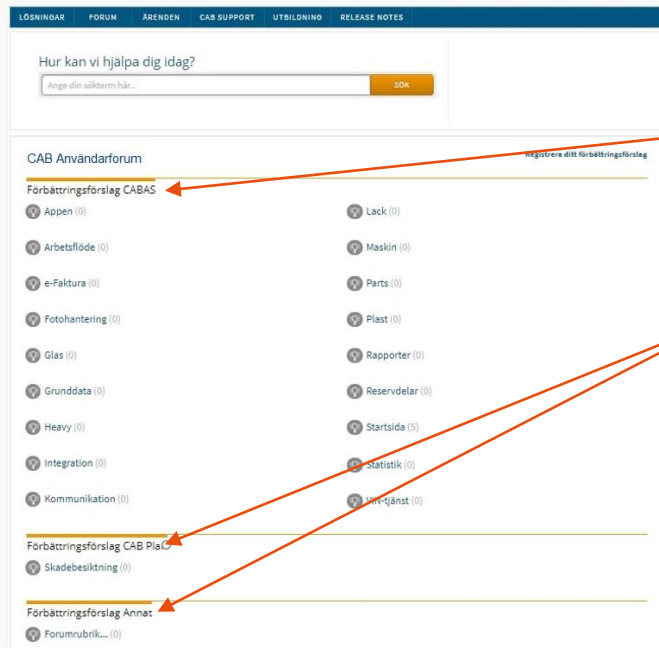 LÖSNINGAR FORUM ÄRENDEN CAB SUPPORT UTBILDNING RELEASE NOTES
Hur kan vi hjälpa dig idag?
Ange din sökterm här... SÖK
CAB Användarforum
Registrera ditt förbättringsförslag
Förbättringsförslag CABAS
Appen (0) Lack (0)
Arbetsflöde (0) Maskin (0)
e-Faktura (0) Parts (0)
Fotohantering (0) Plast (0)
Glas (0) Rapporter (0)
Grunddata (0) Reservdelar (0)
Heavy (0) Startsida (5)
Integration (0) Statistik (0)
Kommunikation (0) VIN-tjänst (0)
Förbättringsförslag CAB
Skadebesiktning (0)
Förbättringsförslag Annat
Forumrubrik... (0)